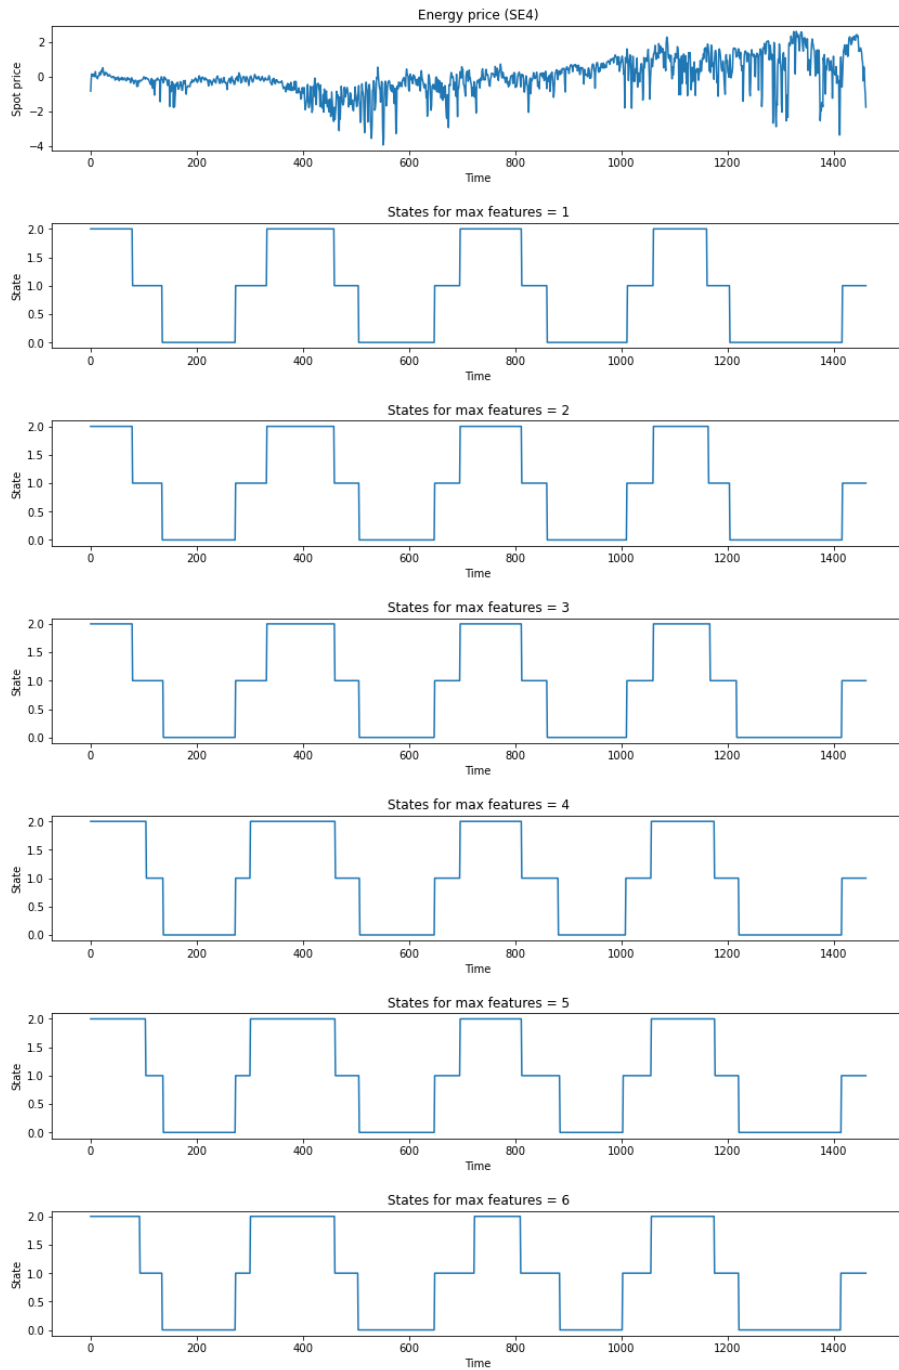 Energy price (SE4)
2
0
−2
−4
Spot price
0 200 400 600 800 1000 1200 1400
Time
States for max features = 1
2.0
1.5
1.0
0.5
0.0
State
0 200 400 600 800 1000 1200 1400
Time
States for max features = 2
2.0
1.5
1.0
0.5
0.0
State
0 200 400 600 800 1000 1200 1400
Time
States for max features = 3
2.0
1.5
1.0
0.5
0.0
State
0 200 400 600 800 1000 1200 1400
Time
States for max features = 4
2.0
1.5
1.0
0.5
0.0
State
0 200 400 600 800 1000 1200 1400
Time
States for max features = 5
2.0
1.5
1.0
0.5
0.0
State
0 200 400 600 800 1000 1200 1400
Time
States for max features = 6
2.0
1.5
1.0
0.5
0.0
State
0 200 400 600 800 1000 1200 1400
Time